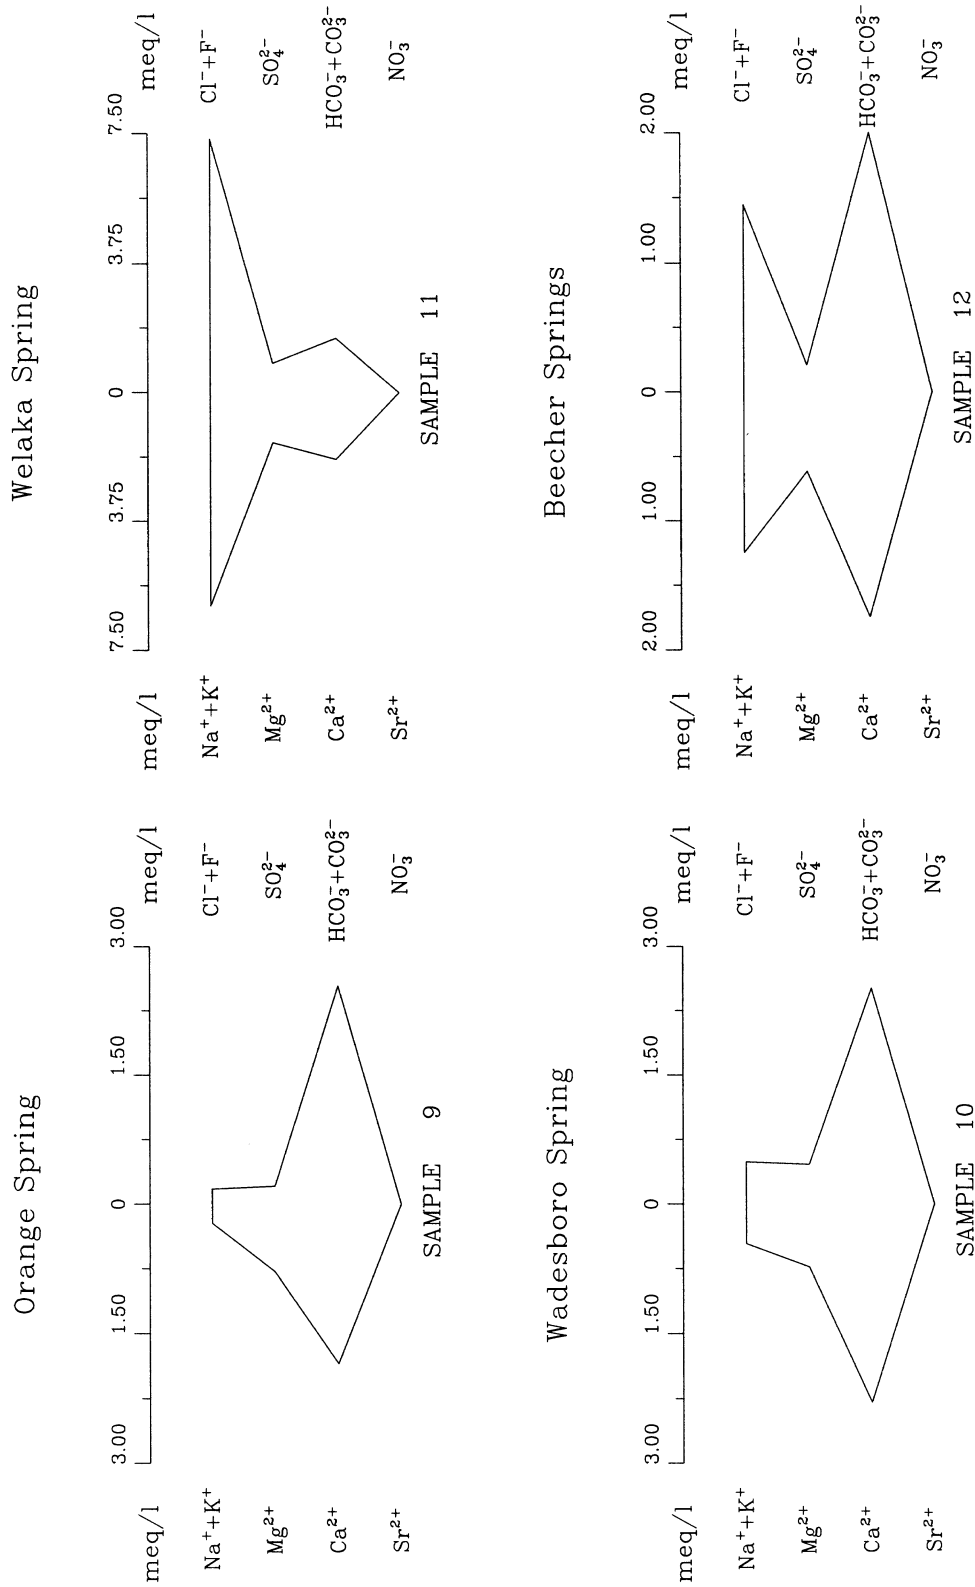 Orange Spring
meq/l 3.00 1.50 0 1.50 3.00 meq/l
Na⁺+K⁺ Cl⁻+F⁻
Mg²⁺ SO₄²⁻
Ca²⁺ HCO₃⁻+CO₃²⁻
Sr²⁺ NO₃⁻
SAMPLE 9
Welaka Spring
meq/l 7.50 3.75 0 3.75 7.50 meq/l
Na⁺+K⁺ Cl⁻+F⁻
Mg²⁺ SO₄²⁻
Ca²⁺ HCO₃⁻+CO₃²⁻
Sr²⁺ NO₃⁻
SAMPLE 11
Wadesboro Spring
meq/l 3.00 1.50 0 1.50 3.00 meq/l
Na⁺+K⁺ Cl⁻+F⁻
Mg²⁺ SO₄²⁻
Ca²⁺ HCO₃⁻+CO₃²⁻
Sr²⁺ NO₃⁻
SAMPLE 10
Beecher Springs
meq/l 2.00 1.00 0 1.00 2.00 meq/l
Na⁺+K⁺ Cl⁻+F⁻
Mg²⁺ SO₄²⁻
Ca²⁺ HCO₃⁻+CO₃²⁻
Sr²⁺ NO₃⁻
SAMPLE 12